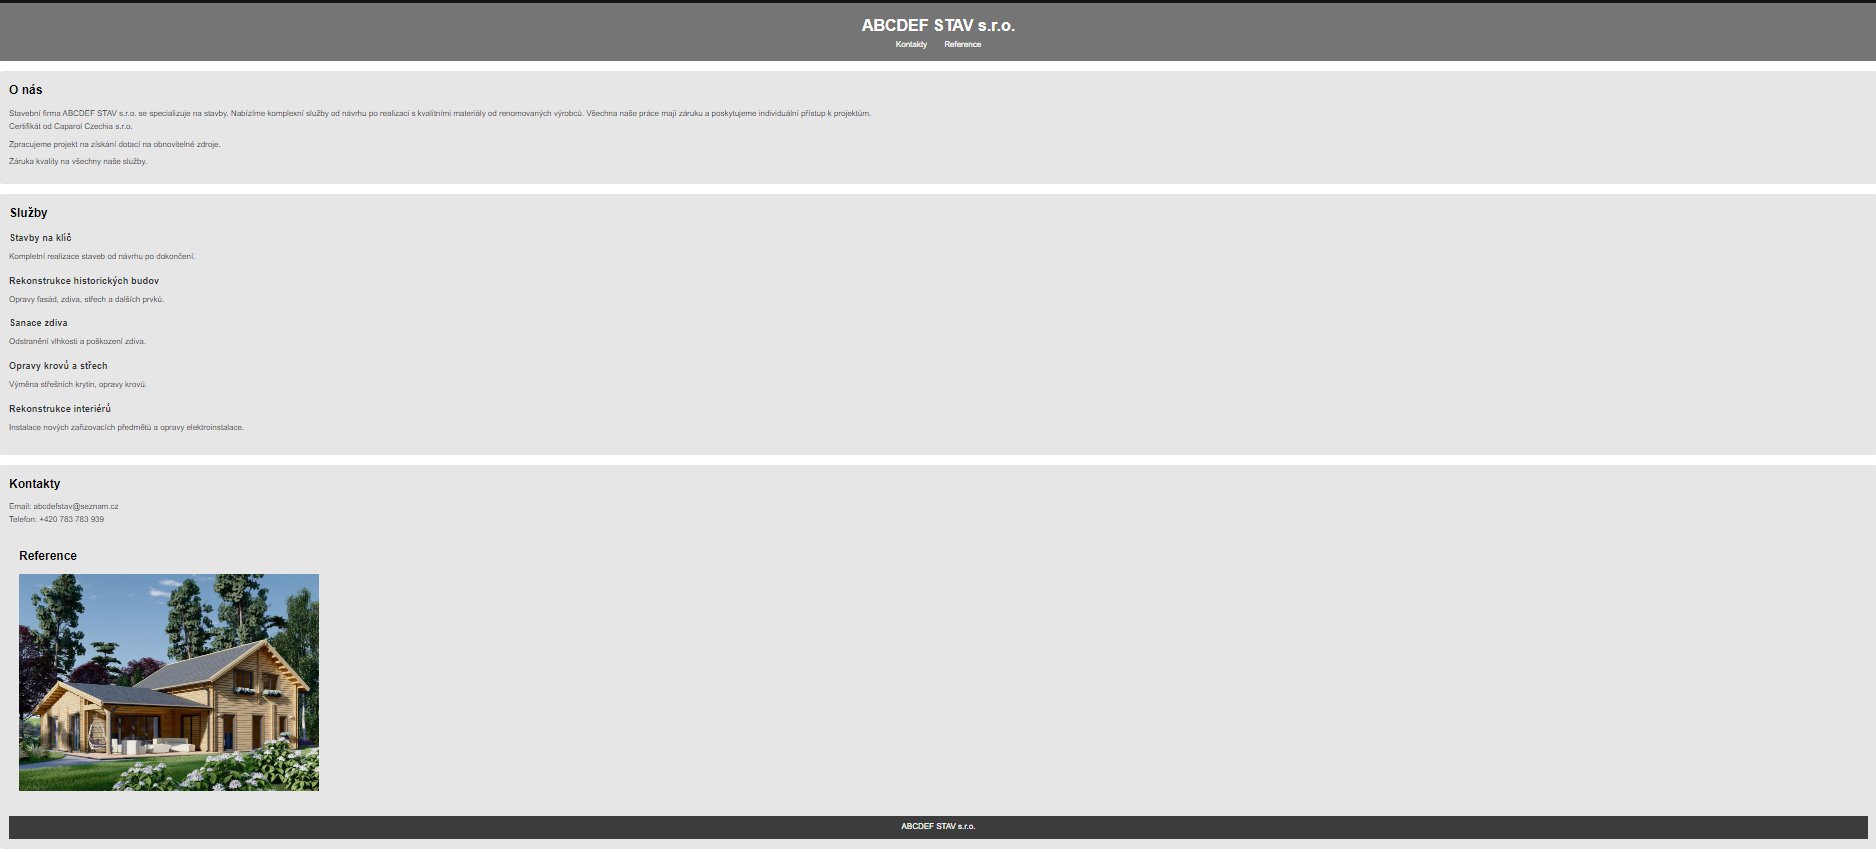 ABCDEF STAV s.r.o.
Kontakty Reference
O nás
Stavební firma ABCDEF STAV s.r.o. se specializuje na stavby. Nabízíme komplexní služby od návrhu po realizaci s kvalitními materiály od renomovaných výrobců. Všechna naše práce mají záruku a poskytujeme individuální přístup k projektům.
Certifikát od Caparol Czechia s.r.o.
Zpracujeme projekt na získání dotací na obnovitelné zdroje.
Záruka kvality na všechny naše služby.
Služby
Stavby na klíč
Kompletní realizace staveb od návrhu po dokončení.
Rekonstrukce historických budov
Opravy fasád, zdiva, střech a dalších prvků.
Sanace zdiva
Odstranění vlhkosti a poškození zdiva.
Opravy krovů a střech
Výměna střešních krytin, opravy krovů.
Rekonstrukce interiérů
Instalace nových zařizovacích předmětů a opravy elektroinstalace.
Kontakty
Email: abcdefstav@seznam.cz
Telefon: +420 783 783 939
Reference
ABCDEF STAV s.r.o.